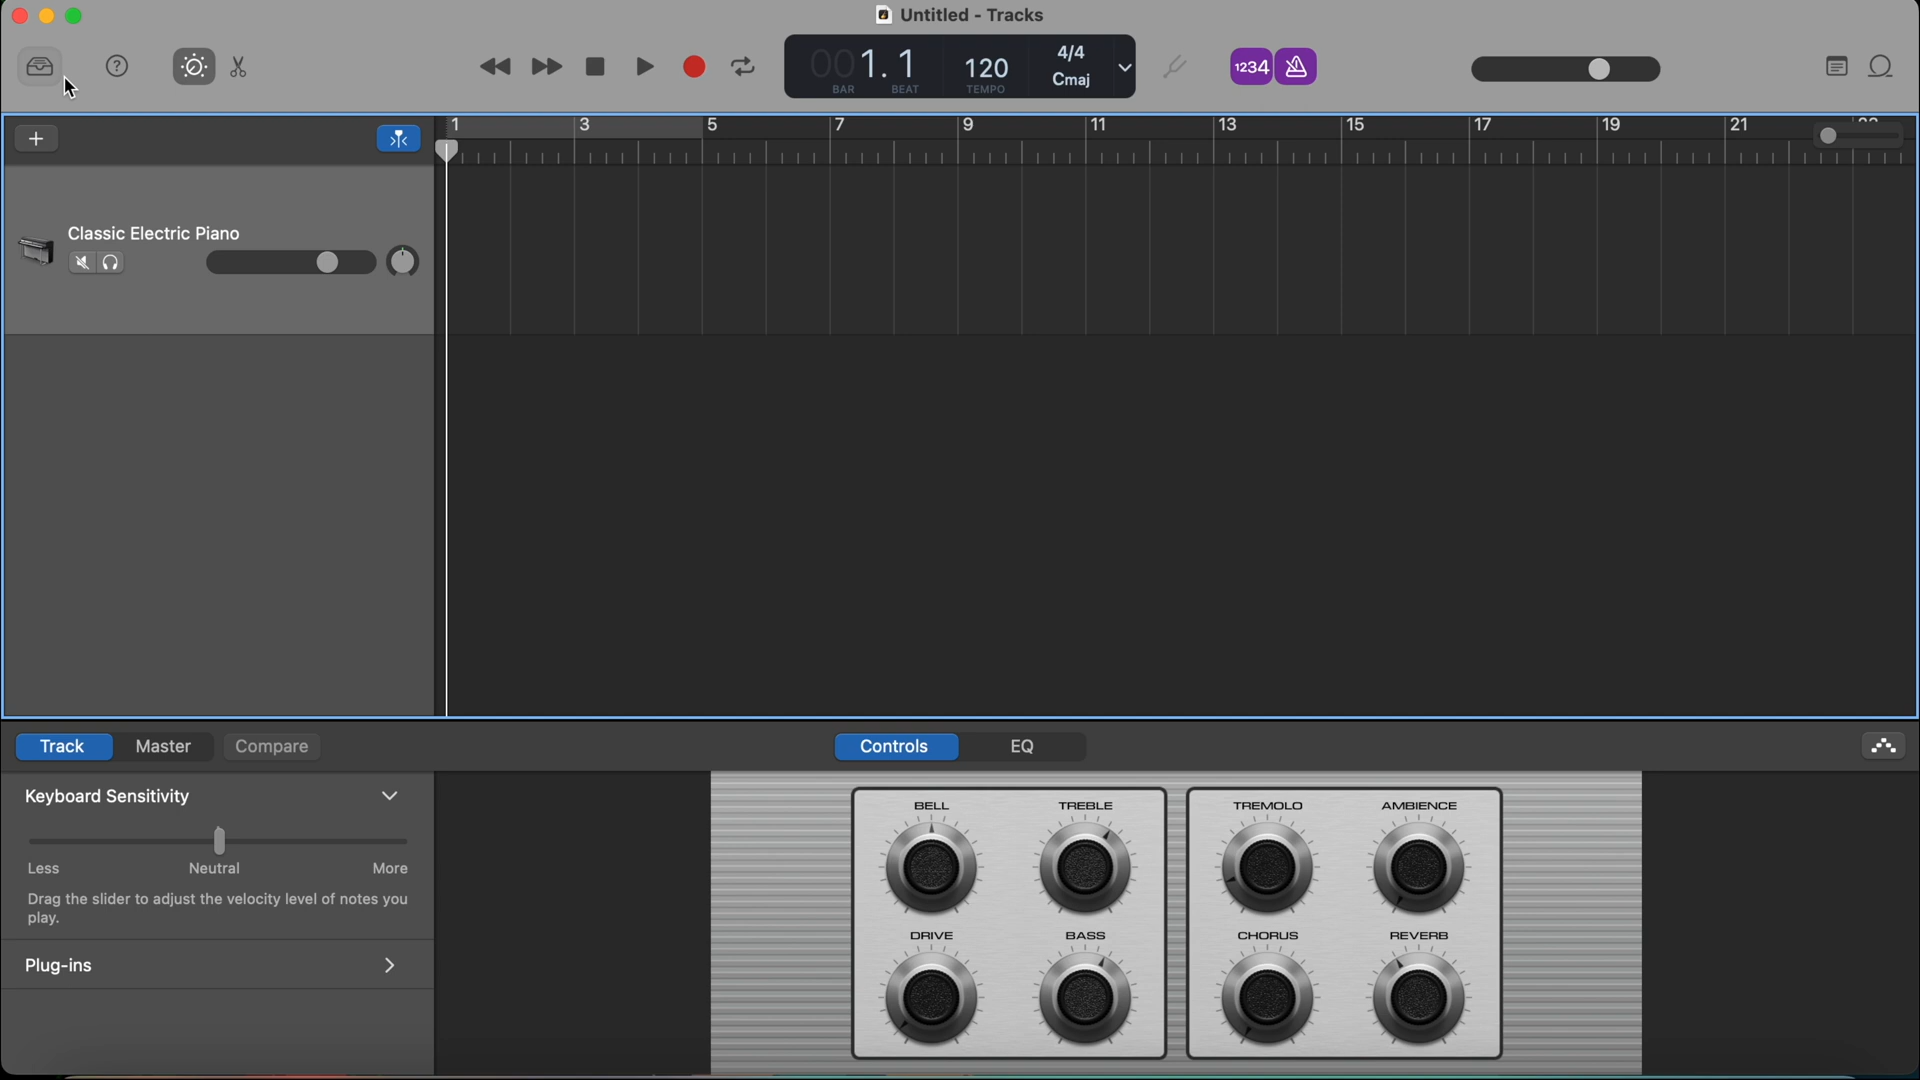 Untitled - Tracks
001. 1
BAR BEAT
120
TEMPO
4/4
Cmaj
1234
1 3 5 7 9 11 13 15 17 19 21
Classic Electric Piano
Track Master Compare
Controls EQ
Keyboard Sensitivity
Less Neutral More
Drag the slider to adjust the velocity level of notes you
play.
Plug-ins
BELL TREBLE TREMOLO AMBIENCE
DRIVE BASS CHORUS REVERB